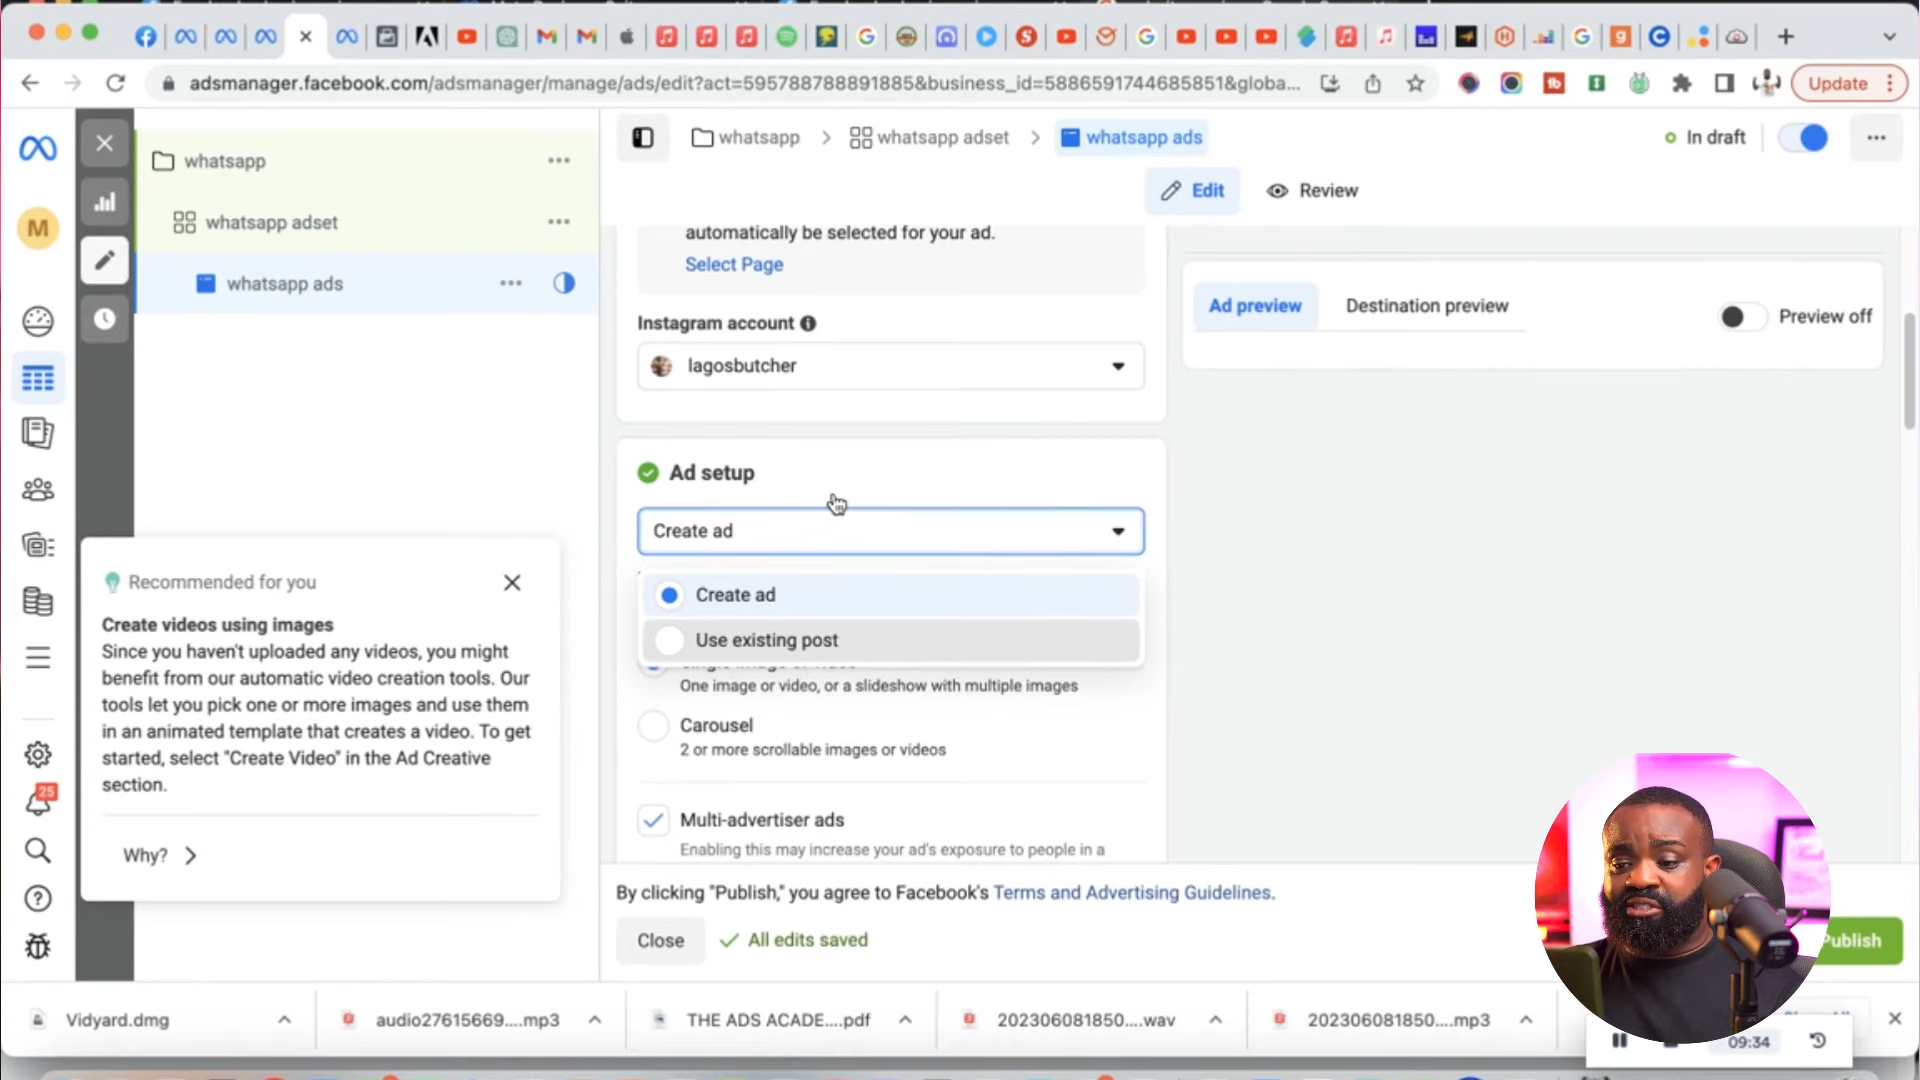 adsmanager.facebook.com/adsmanager/manage/ads/edit?act=595788788891885&business_id=5886591744685851&globa...
Update
whatsapp
whatsapp adset
whatsapp ads
In draft
M
whatsapp
whatsapp adset
whatsapp ads
Edit
Review
automatically be selected for your ad.
Select Page
Ad preview
Destination preview
Preview off
Instagram account
lagosbutcher
Ad setup
Create ad
Create ad
Use existing post
One image or video, or a slideshow with multiple images
Carousel
2 or more scrollable images or videos
Multi-advertiser ads
Enabling this may increase your ad's exposure to people in a
Recommended for you
Create videos using images
Since you haven't uploaded any videos, you might
benefit from our automatic video creation tools. Our
tools let you pick one or more images and use them
in an animated template that creates a video. To get
started, select "Create Video" in the Ad Creative
section.
Why?
25
By clicking "Publish," you agree to Facebook's Terms and Advertising Guidelines.
Close
All edits saved
Publish
Vidyard.dmg
audio27615669....mp3
THE ADS ACADE....pdf
202306081850....wav
202306081850....mp3
09:34